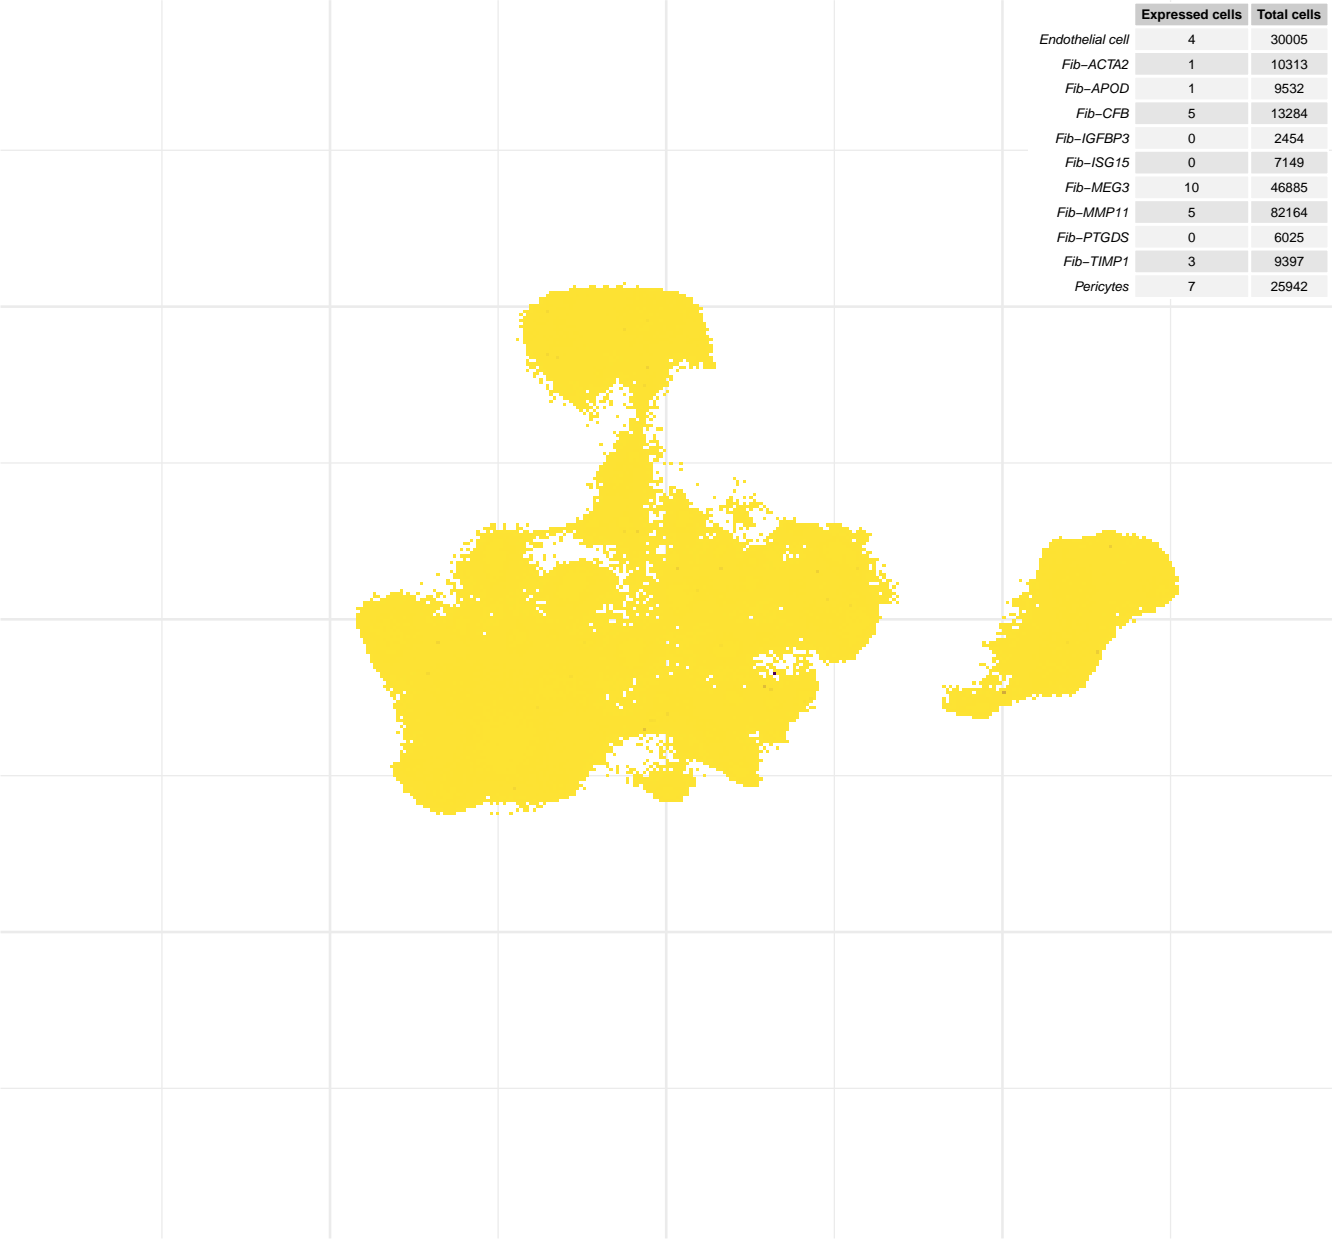 Expressed cells Total cells
Endothelial cell 4 30005
Fib−ACTA2 1 10313
Fib−APOD 1 9532
Fib−CFB 5 13284
Fib−IGFBP3 0 2454
Fib−ISG15 0 7149
Fib−MEG3 10 46885
Fib−MMP11 5 82164
Fib−PTGDS 0 6025
Fib−TIMP1 3 9397
Pericytes 7 25942